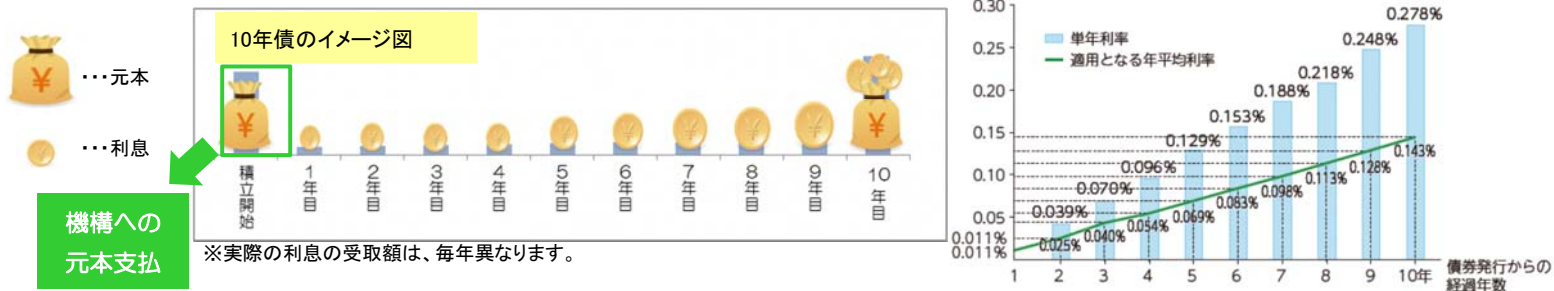 10年債のイメージ図
¥
・・・元本
・・・利息
¥
¥
積立開始
1年目
2年目
3年目
4年目
5年目
6年目
7年目
8年目
9年目
10年目
機構への
元本支払
※実際の利息の受取額は、毎年異なります。
0.30
0.25
0.20
0.15
0.10
0.05
0.011%
0.011%
単年利率
適用となる年平均利率
0.039%
0.070%
0.096%
0.129%
0.153%
0.188%
0.218%
0.248%
0.278%
0.025%
0.040%
0.054%
0.069%
0.083%
0.098%
0.113%
0.128%
0.143%
1 2 3 4 5 6 7 8 9 10年
債券発行からの
経過年数